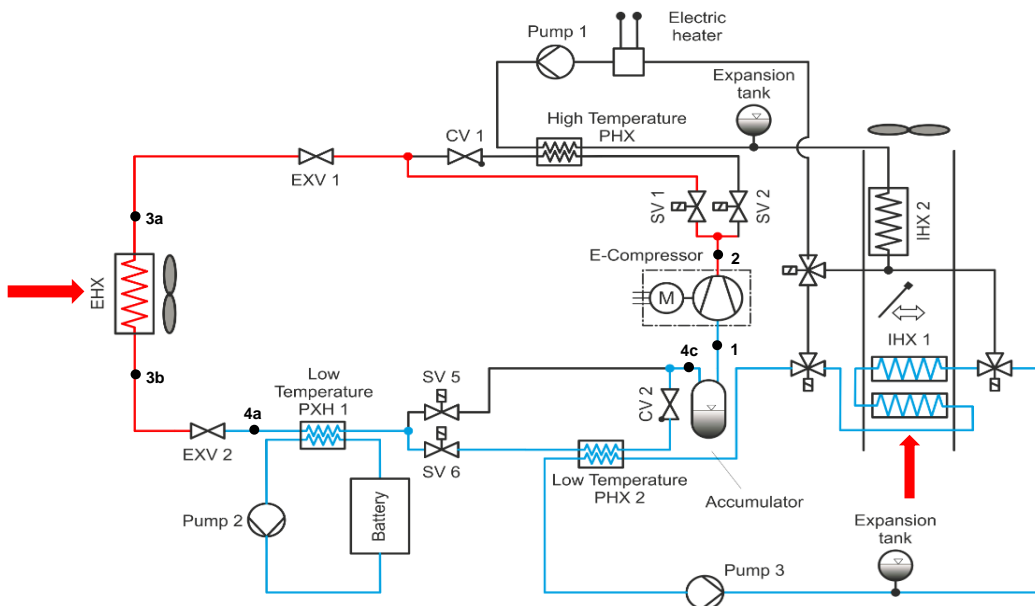 Electric
heater
Pump 1
Expansion
tank
High Temperature
PHX
CV 1
EXV 1
SV 1
SV 2
IHX 2
3a
2
E-Compressor
M
EHX
IHX 1
3b
4c
1
Low
Temperature
PXH 1
SV 5
CV 2
4a
EXV 2
SV 6
Low Temperature
PHX 2
Accumulator
Pump 2
Battery
Expansion
tank
Pump 3